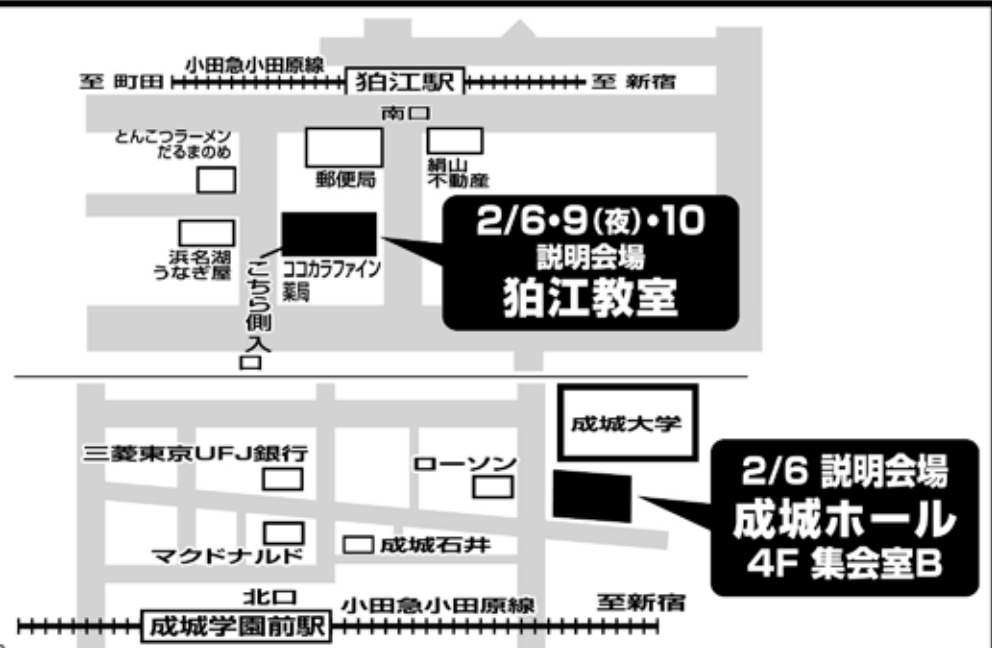 小田急小田原線
至 町田
狛江駅
至 新宿
南口
とんこつラーメン
だるまのめ
郵便局
絹山
不動産
2/6•9(夜)•10
説明会場
狛江教室
浜名湖
うなぎ屋
ココカラファイン
薬局
こちら側入口
成城大学
三菱東京UFJ銀行
ローソン
2/6 説明会場
成城ホール
4F 集会室B
マクドナルド
成城石井
北口
小田急小田原線
至新宿
成城学園前駅